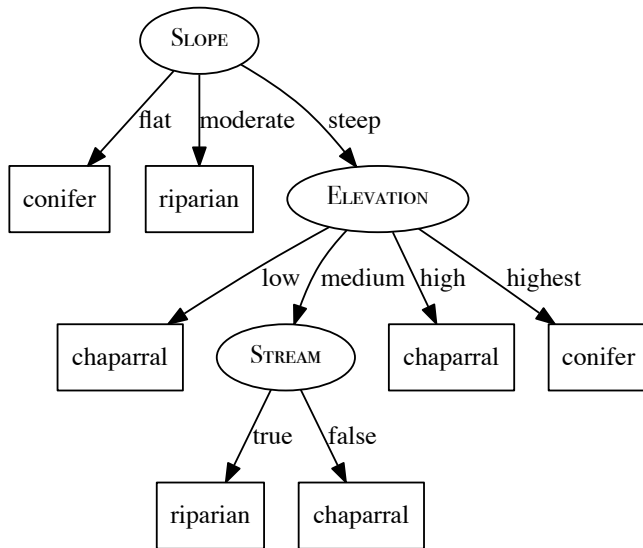 SLOPE
flat moderate steep
conifer riparian
ELEVATION
low medium high highest
chaparral STREAM chaparral conifer
true false
riparian chaparral